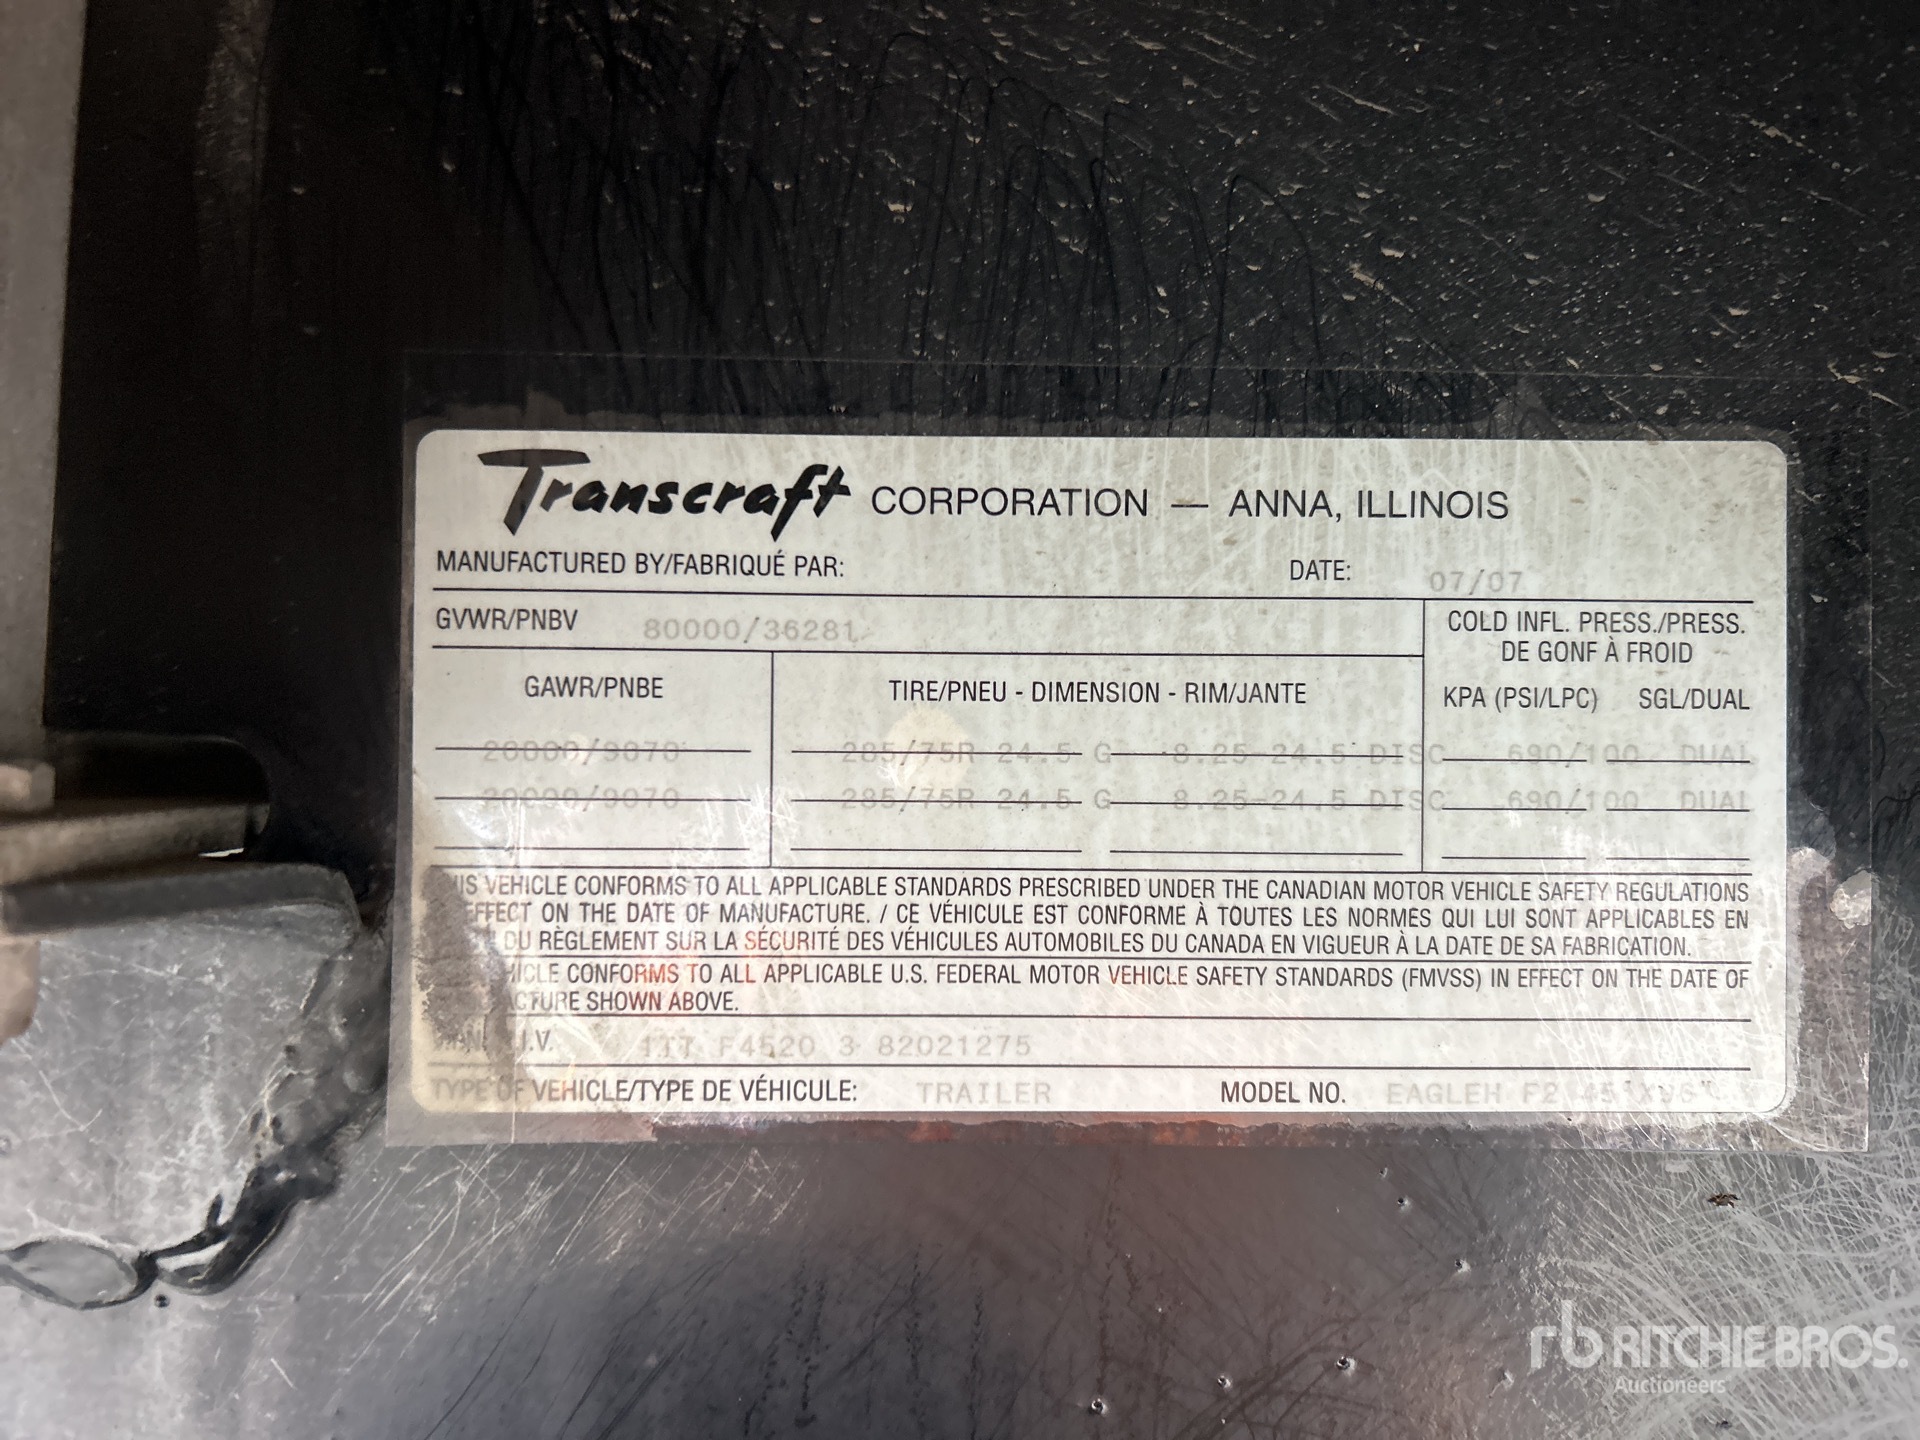 Transcraft CORPORATION — ANNA, ILLINOIS
MANUFACTURED BY/FABRIQUÉ PAR: DATE: 07/07
GVWR/PNBV 80000/36281
COLD INFL. PRESS./PRESS.
DE GONF À FROID
GAWR/PNBE TIRE/PNEU - DIMENSION - RIM/JANTE KPA (PSI/LPC) SGL/DUAL
20000/9070 285/75R 24.5 G 8.25-24.5 DISC 690/100 DUAL
20000/9070 285/75R 24.5 G 8.25-24.5 DISC 690/100 DUAL
VEHICLE CONFORMS TO ALL APPLICABLE STANDARDS PRESCRIBED UNDER THE CANADIAN MOTOR VEHICLE SAFETY REGULATIONS
EFFECT ON THE DATE OF MANUFACTURE. / CE VÉHICULE EST CONFORME À TOUTES LES NORMES QUI LUI SONT APPLICABLES EN
DU RÈGLEMENT SUR LA SÉCURITÉ DES VÉHICULES AUTOMOBILES DU CANADA EN VIGUEUR À LA DATE DE SA FABRICATION.
HICLE CONFORMS TO ALL APPLICABLE U.S. FEDERAL MOTOR VEHICLE SAFETY STANDARDS (FMVSS) IN EFFECT ON THE DATE OF
CTURE SHOWN ABOVE.
I.V. 1TT F4520 3 82021275
TYPE OF VEHICLE/TYPE DE VÉHICULE: TRAILER MODEL NO. EAGLEH F2 45'X96"
rb RITCHIE BROS.
Auctioneers